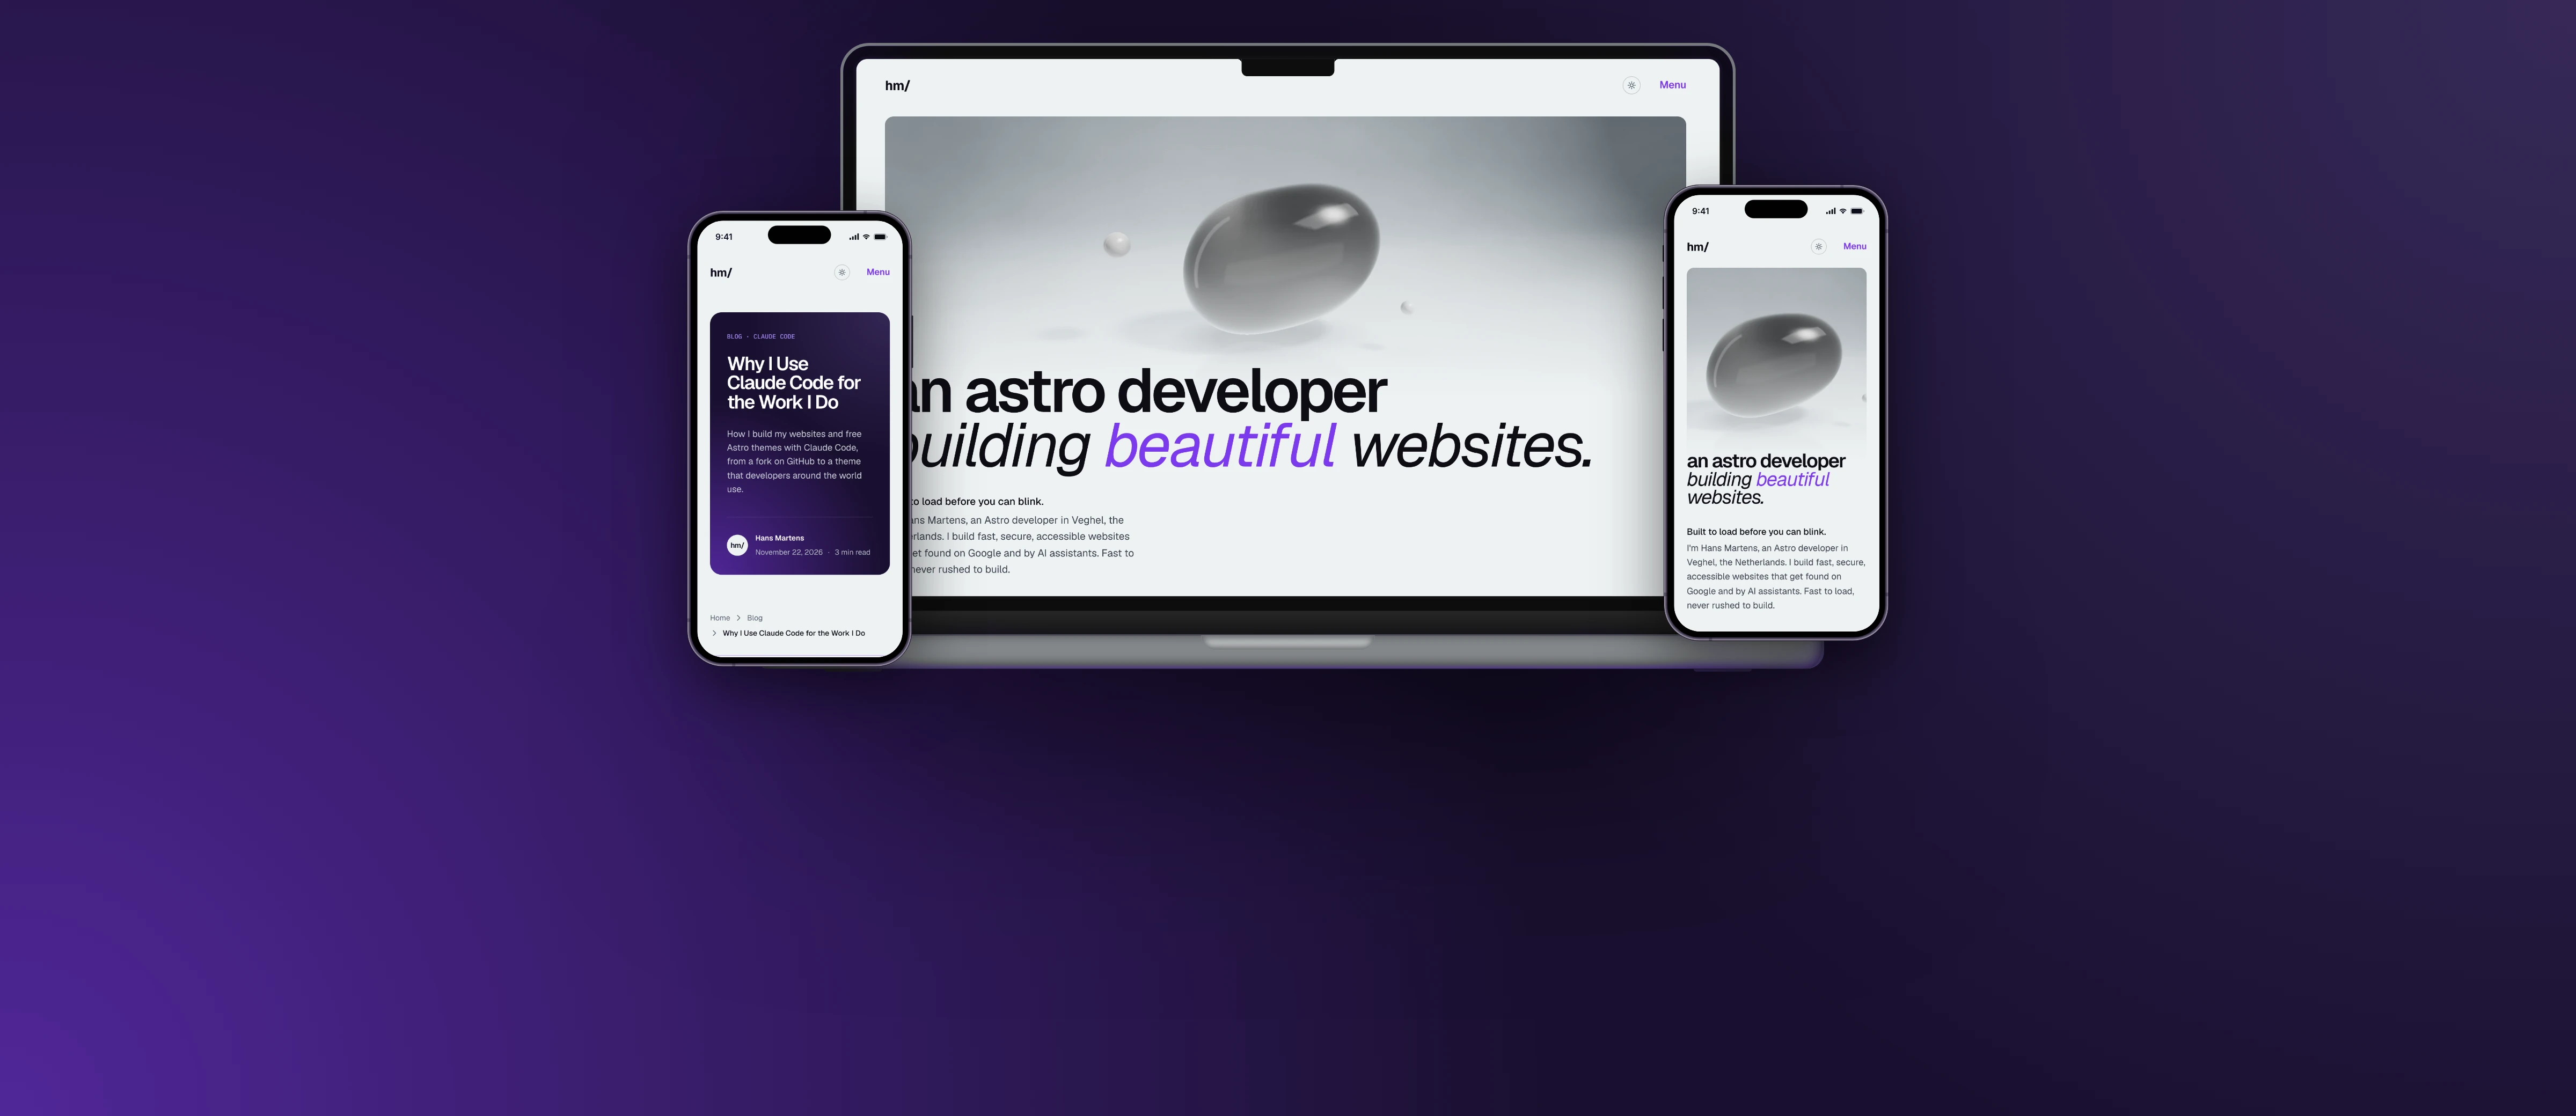 hm/
Menu
an astro developer
building beautiful websites.
to load before you can blink.
Martens, an Astro developer in Veghel, the
I build fast, secure, accessible websites
found on Google and by AI assistants. Fast to
never rushed to build.
9:41
hm/
Menu
BLOG · CLAUDE CODE
Why I Use
Claude Code for
the Work I Do
How I build my websites and free
Astro themes with Claude Code,
from a fork on GitHub to a theme
that developers around the world
use.
hm/
Hans Martens
November 22, 2026 · 3 min read
Home > Blog
> Why I Use Claude Code for the Work I Do
9:41
hm/
Menu
an astro developer
building beautiful
websites.
Built to load before you can blink.
I'm Hans Martens, an Astro developer in
Veghel, the Netherlands. I build fast, secure,
accessible websites that get found on
Google and by AI assistants. Fast to load,
never rushed to build.